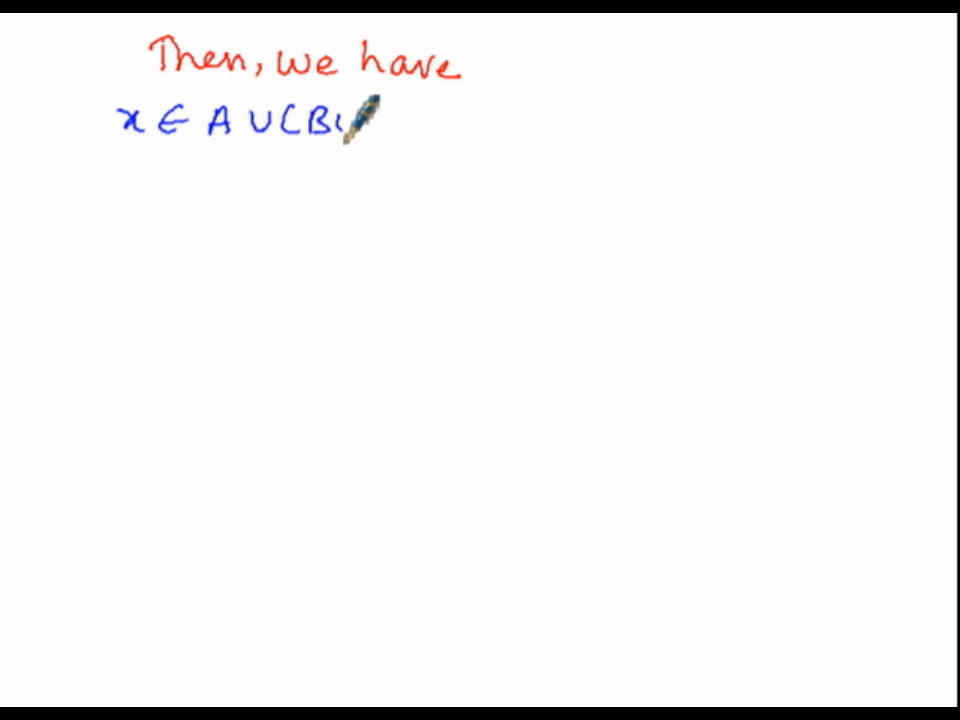 Then, we have
x ∈ A ∪ (B